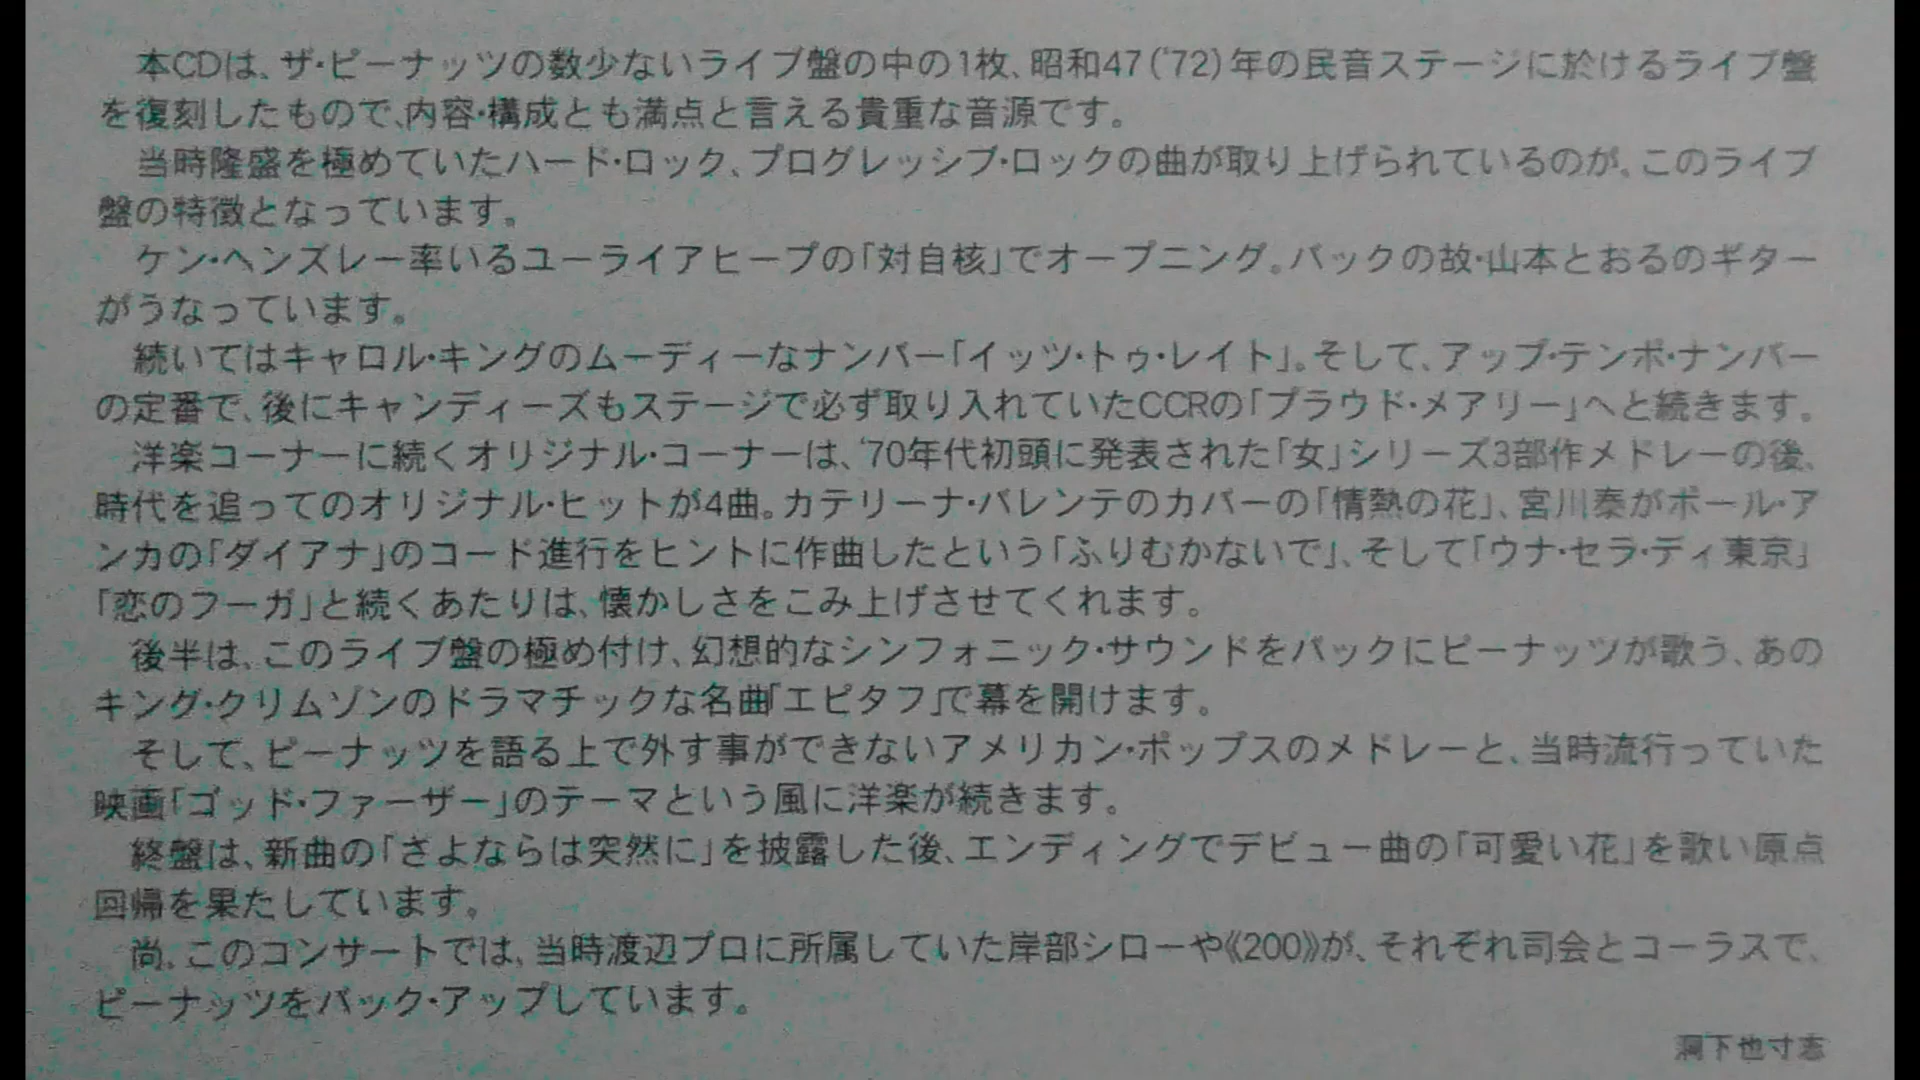 本CDは、ザ・ピーナッツの数少ないライブ盤の中の1枚、昭和47('72)年の民音ステージに於けるライブ盤
を復刻したもので、内容・構成とも満点と言える貴重な音源です。
当時隆盛を極めていたハード・ロック、プログレッシブ・ロックの曲が取り上げられているのが、このライブ
盤の特徴となっています。
ケン・ヘンズレー率いるユーライアヒープの「対自核」でオープニング。バックの故・山本とおるのギター
がうなっています。
続いてはキャロル・キングのムーディーなナンバー「イッツ・トゥ・レイト」。そして、アップ・テンポ・ナンバー
の定番で、後にキャンディーズもステージで必ず取り入れていたCCRの「プラウド・メアリー」へと続きます。
洋楽コーナーに続くオリジナル・コーナーは、'70年代初頭に発表された「女」シリーズ3部作メドレーの後、
時代を追ってのオリジナル・ヒットが4曲。カテリーナ・バレンテのカバーの「情熱の花」、宮川泰がポール・ア
ンカの「ダイアナ」のコード進行をヒントに作曲したという「ふりむかないで」、そして「ウナ・セラ・ディ東京」
「恋のフーガ」と続くあたりは、懐かしさをこみ上げさせてくれます。
後半は、このライブ盤の極め付け、幻想的なシンフォニック・サウンドをバックにピーナッツが歌う、あの
キング・クリムゾンのドラマチックな名曲「エピタフ」で幕を開けます。
そして、ピーナッツを語る上で外す事ができないアメリカン・ポップスのメドレーと、当時流行っていた
映画「ゴッド・ファーザー」のテーマという風に洋楽が続きます。
終盤は、新曲の「さよならは突然に」を披露した後、エンディングでデビュー曲の「可愛い花」を歌い原点
回帰を果たしています。
尚、このコンサートでは、当時渡辺プロに所属していた岸部シローや《200》が、それぞれ司会とコーラスで、
ピーナッツをバック・アップしています。
洞下也寸志